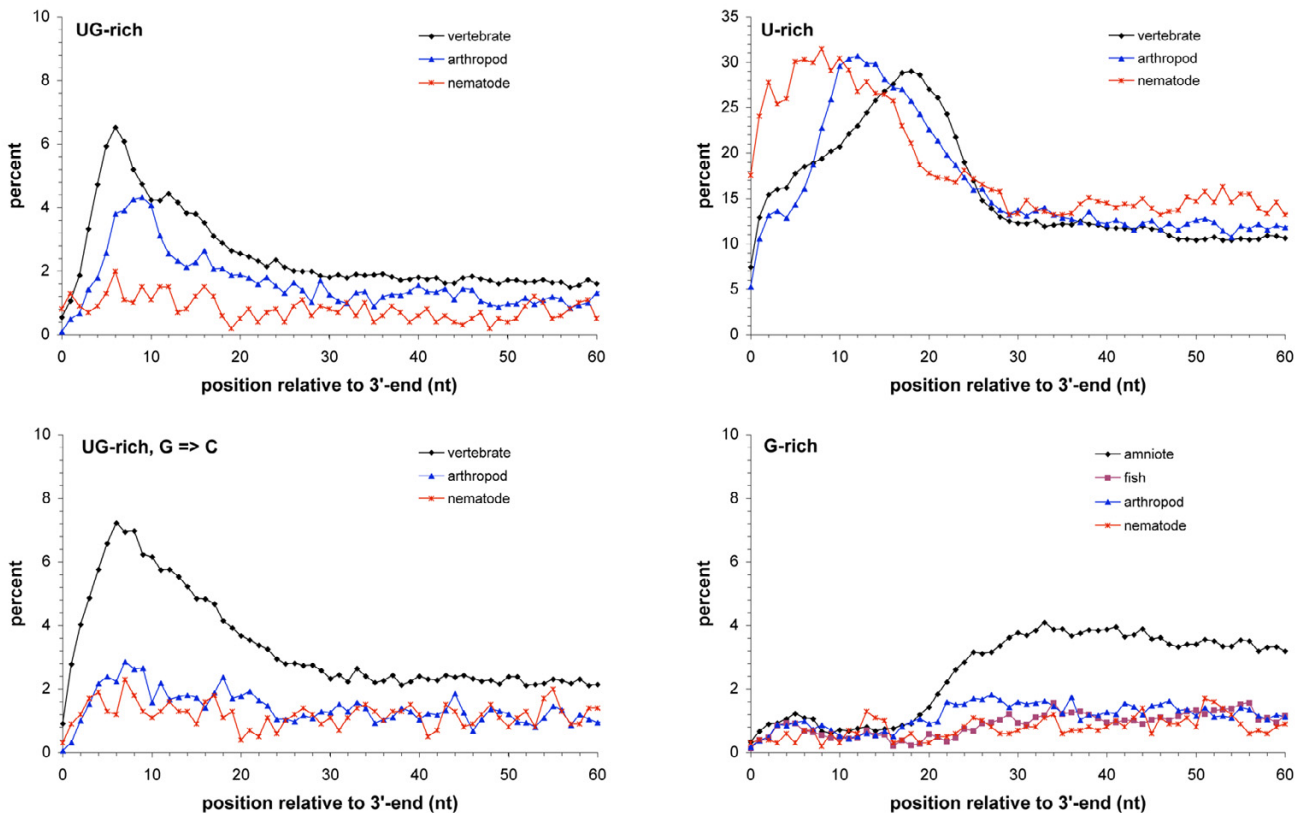 UG-rich
vertebrate
arthropod
nematode
percent
10
8
6
4
2
0
0 10 20 30 40 50 60
position relative to 3'-end (nt)
U-rich
vertebrate
arthropod
nematode
percent
35
30
25
20
15
10
5
0
0 10 20 30 40 50 60
position relative to 3'-end (nt)
UG-rich, G => C
vertebrate
arthropod
nematode
percent
10
8
6
4
2
0
0 10 20 30 40 50 60
position relative to 3'-end (nt)
G-rich
amniote
fish
arthropod
nematode
percent
10
8
6
4
2
0
0 10 20 30 40 50 60
position relative to 3'-end (nt)